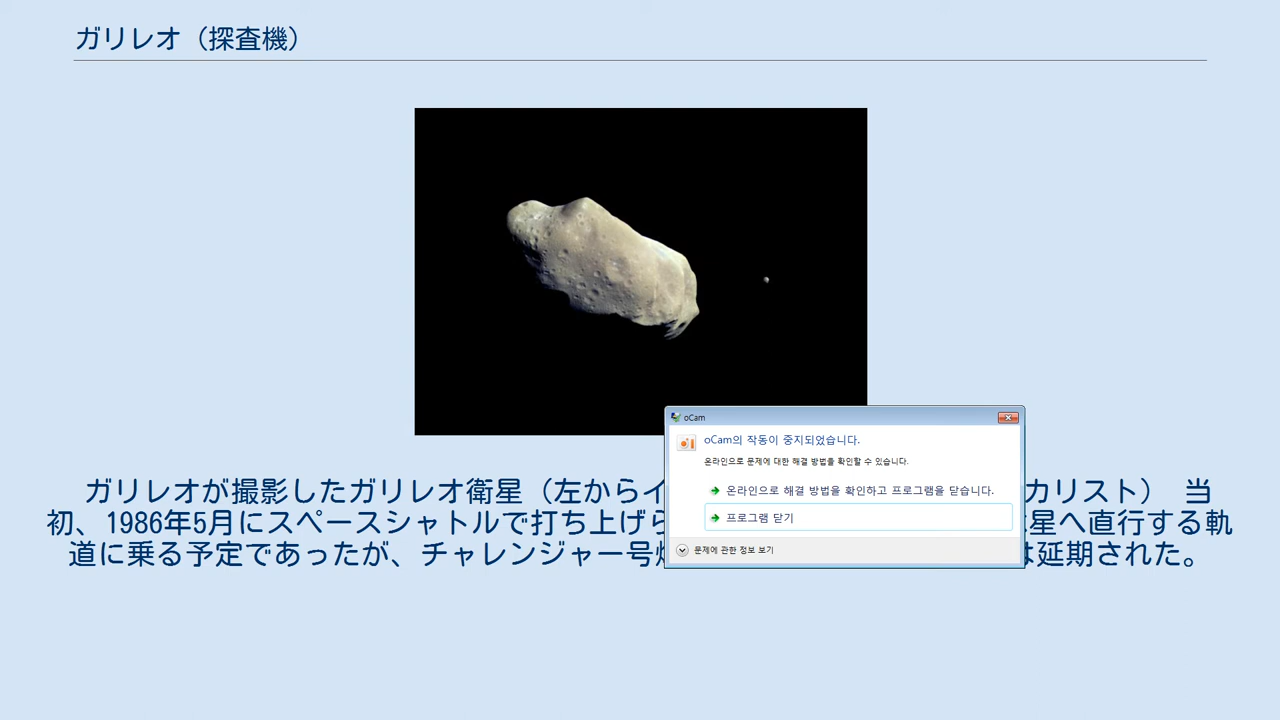 ガリレオ（探査機）
oCam
oCam의 작동이 중지되었습니다.
온라인으로 문제에 대한 해결 방법을 확인할 수 있습니다.
온라인으로 해결 방법을 확인하고 프로그램을 닫습니다.
프로그램 닫기
문제에 관한 정보 보기
ガリレオが撮影したガリレオ衛星（左からイ カリスト） 当
初、1986年5月にスペースシャトルで打ち上げら 星へ直行する軌
道に乗る予定であったが、チャレンジャー号 は延期された。